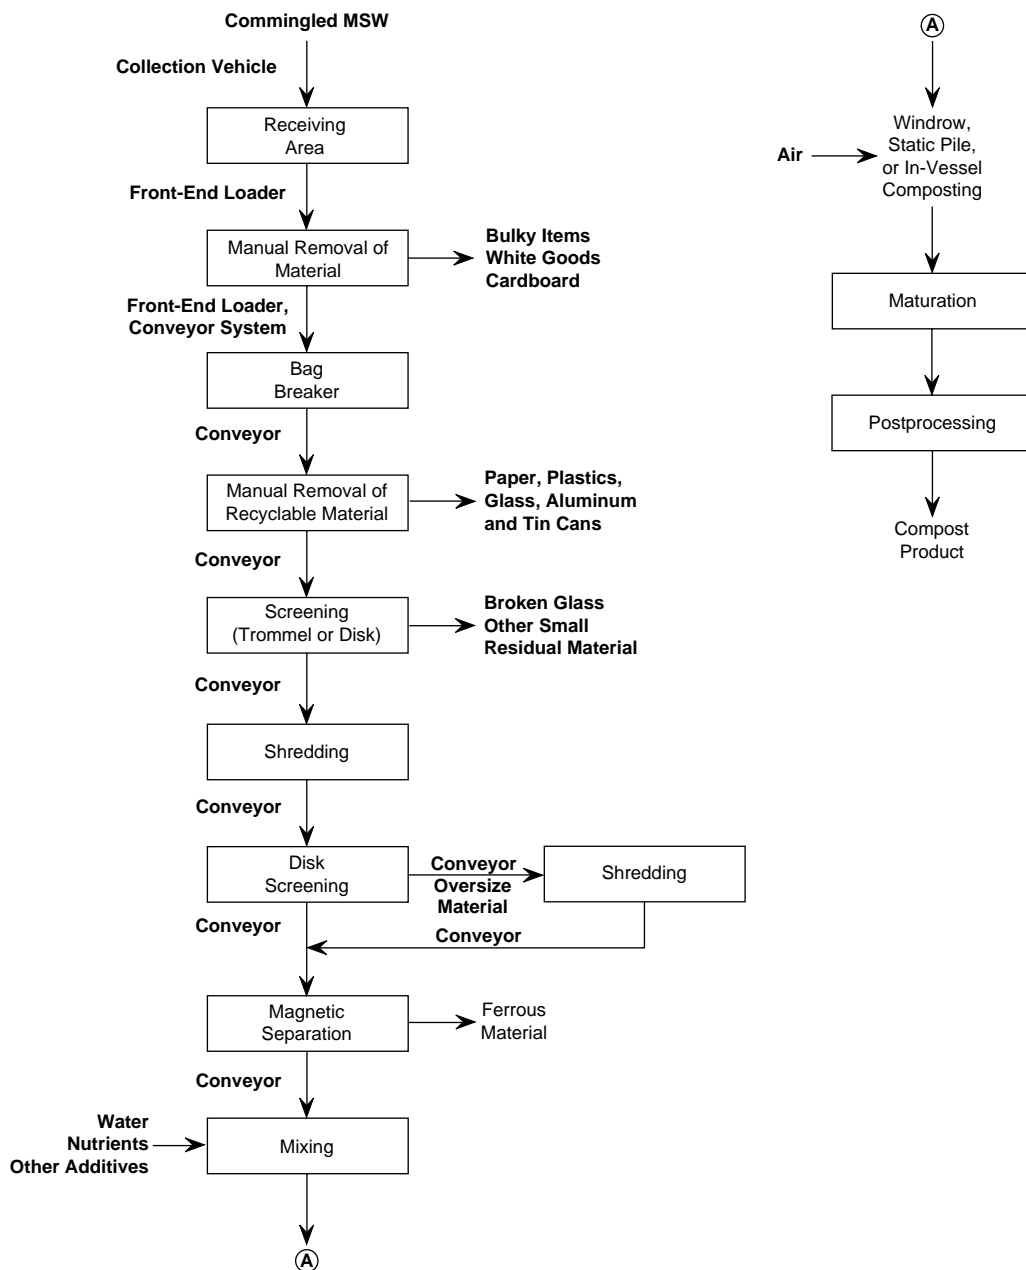 Commingled MSW
Collection Vehicle
Receiving
Area
Front-End Loader
Manual Removal of
Material
Bulky Items
White Goods
Cardboard
Front-End Loader,
Conveyor System
Bag
Breaker
Conveyor
Manual Removal of
Recyclable Material
Paper, Plastics,
Glass, Aluminum
and Tin Cans
Conveyor
Screening
(Trommel or Disk)
Broken Glass
Other Small
Residual Material
Conveyor
Shredding
Conveyor
Disk
Screening
Conveyor
Oversize
Material
Shredding
Conveyor
Conveyor
Magnetic
Separation
Ferrous
Material
Conveyor
Water
Nutrients
Other Additives
Mixing
A
A
Air
Windrow,
Static Pile,
or In-Vessel
Composting
Maturation
Postprocessing
Compost
Product